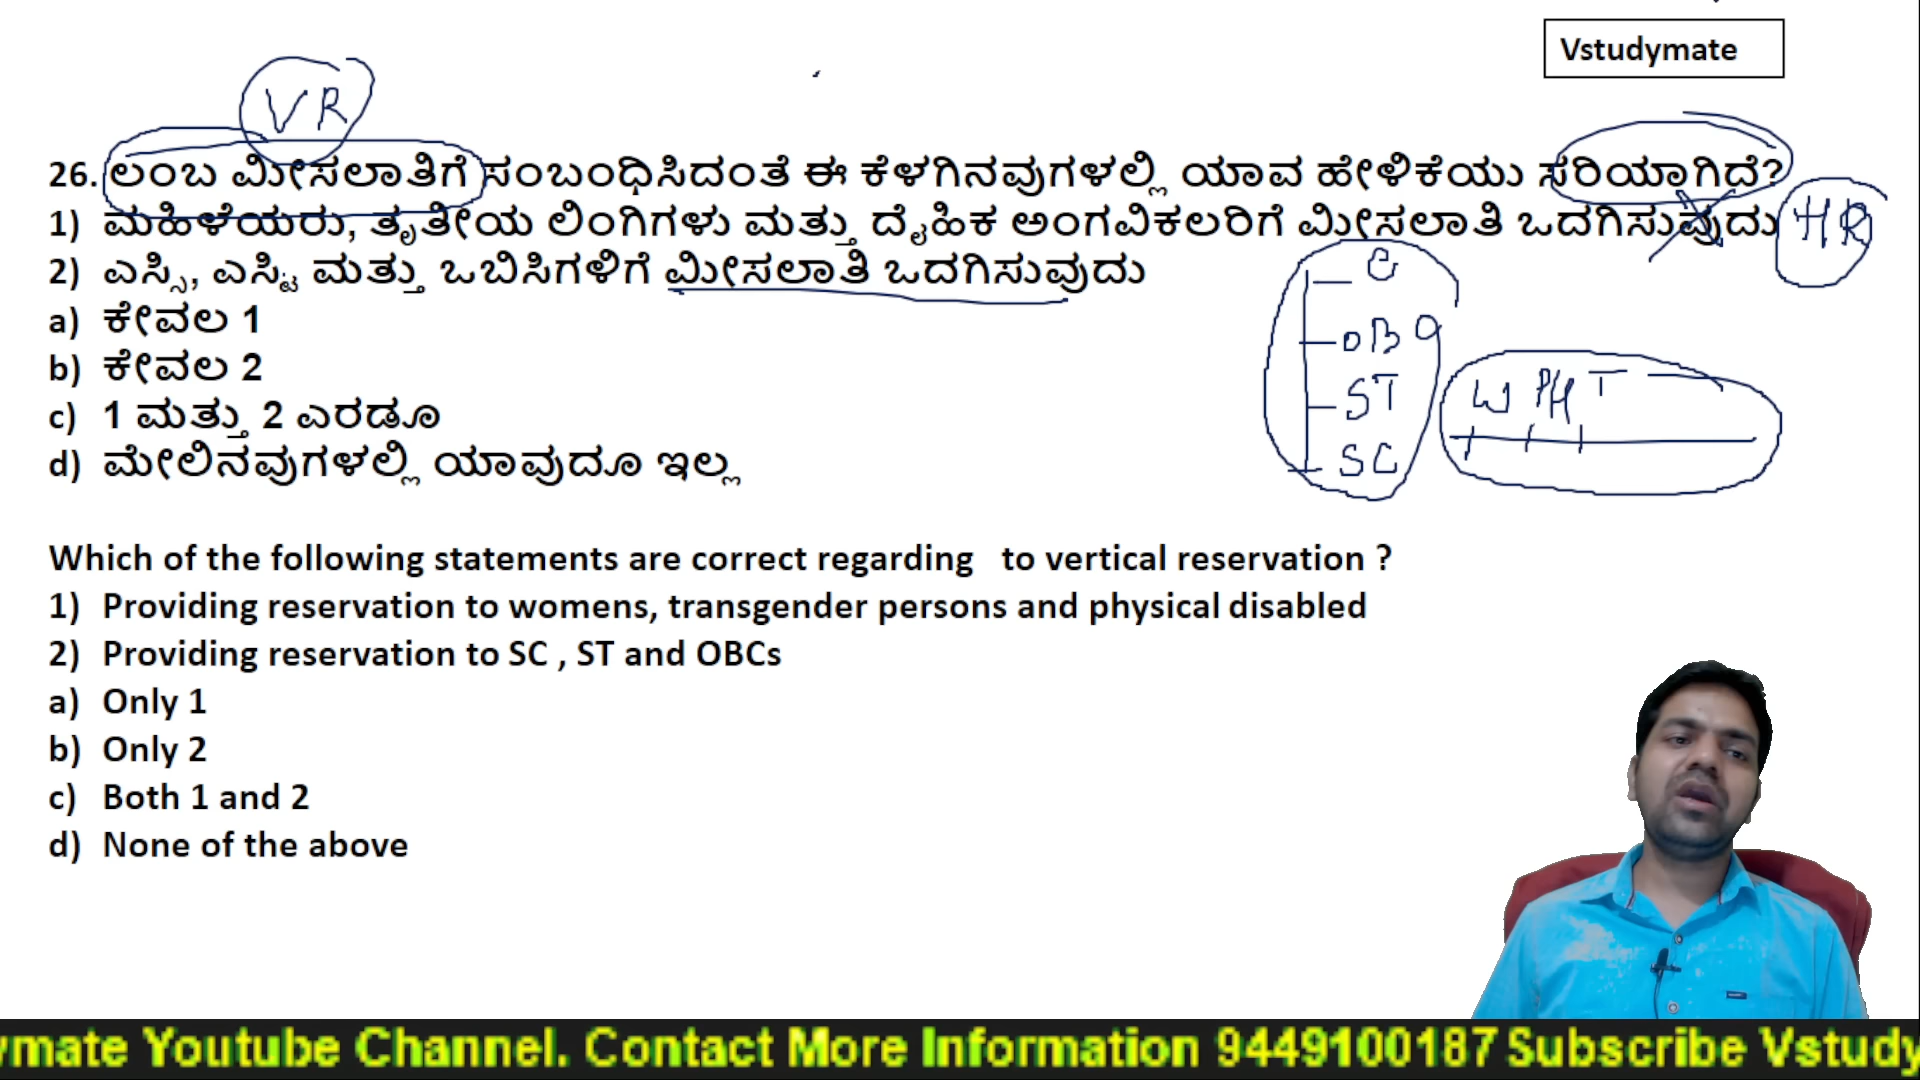 Vstudymate
VR
26. ಲಂಬ ಮೀಸಲಾತಿಗೆ ಸಂಬಂಧಿಸಿದಂತೆ ಈ ಕೆಳಗಿನವುಗಳಲ್ಲಿ ಯಾವ ಹೇಳಿಕೆಯು ಸರಿಯಾಗಿದೆ?
1) ಮಹಿಳೆಯರು, ತೃತೀಯ ಲಿಂಗಿಗಳು ಮತ್ತು ದೈಹಿಕ ಅಂಗವಿಕಲರಿಗೆ ಮೀಸಲಾತಿ ಒದಗಿಸುವುದು HR
2) ಎಸ್ಸಿ, ಎಸ್ಟಿ ಮತ್ತು ಒಬಿಸಿಗಳಿಗೆ ಮೀಸಲಾತಿ ಒದಗಿಸುವುದು
a) ಕೇವಲ 1
b) ಕೇವಲ 2
c) 1 ಮತ್ತು 2 ಎರಡೂ
d) ಮೇಲಿನವುಗಳಲ್ಲಿ ಯಾವುದೂ ಇಲ್ಲ
ST
SC
W PH T
Which of the following statements are correct regarding to vertical reservation ?
1) Providing reservation to womens, transgender persons and physical disabled
2) Providing reservation to SC , ST and OBCs
a) Only 1
b) Only 2
c) Both 1 and 2
d) None of the above
ymate Youtube Channel. Contact More Information 9449100187 Subscribe Vstudy